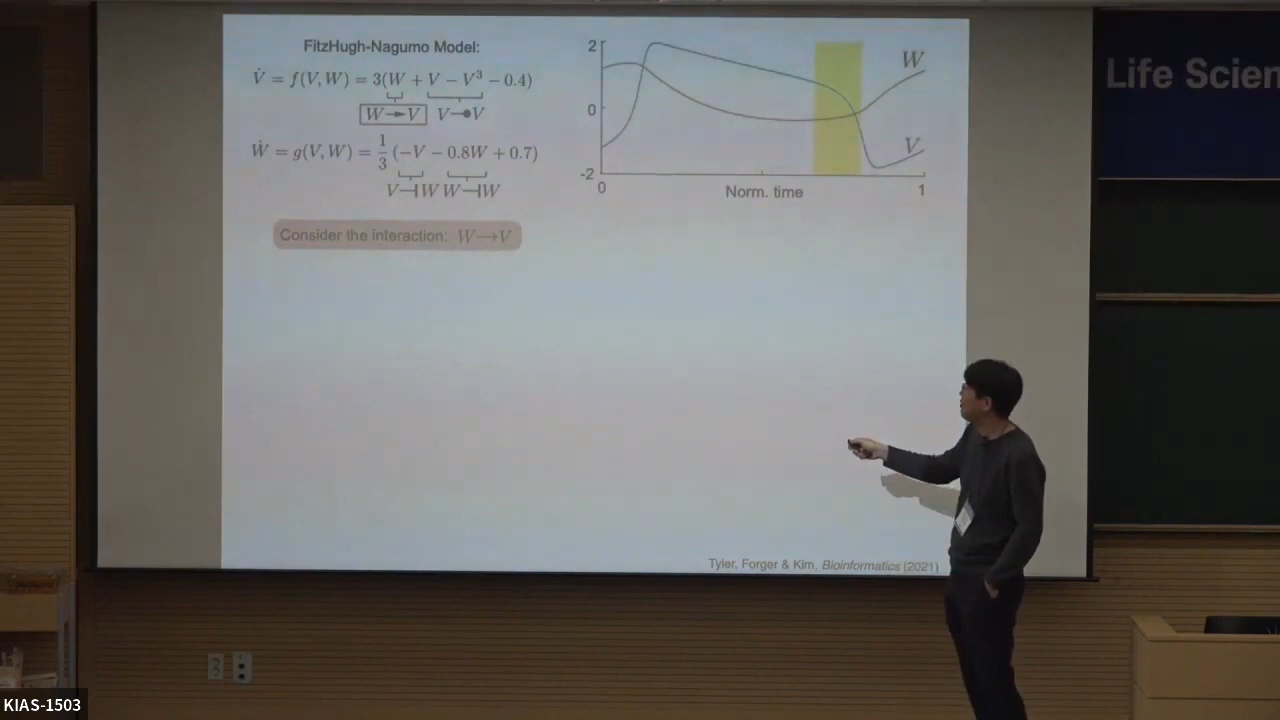 FitzHugh-Nagumo Model:
V̇ = f(V, W) = 3(W + V − V³ − 0.4)
W→V V─●V
Ẇ = g(V, W) = 1/3 (−V − 0.8W + 0.7)
V⊣W W⊣W
Consider the interaction: W→V
2
0
-2
0
1
Norm. time
W
V
Tyler, Forger & Kim, Bioinformatics (2021)
Life Scien
KIAS-1503